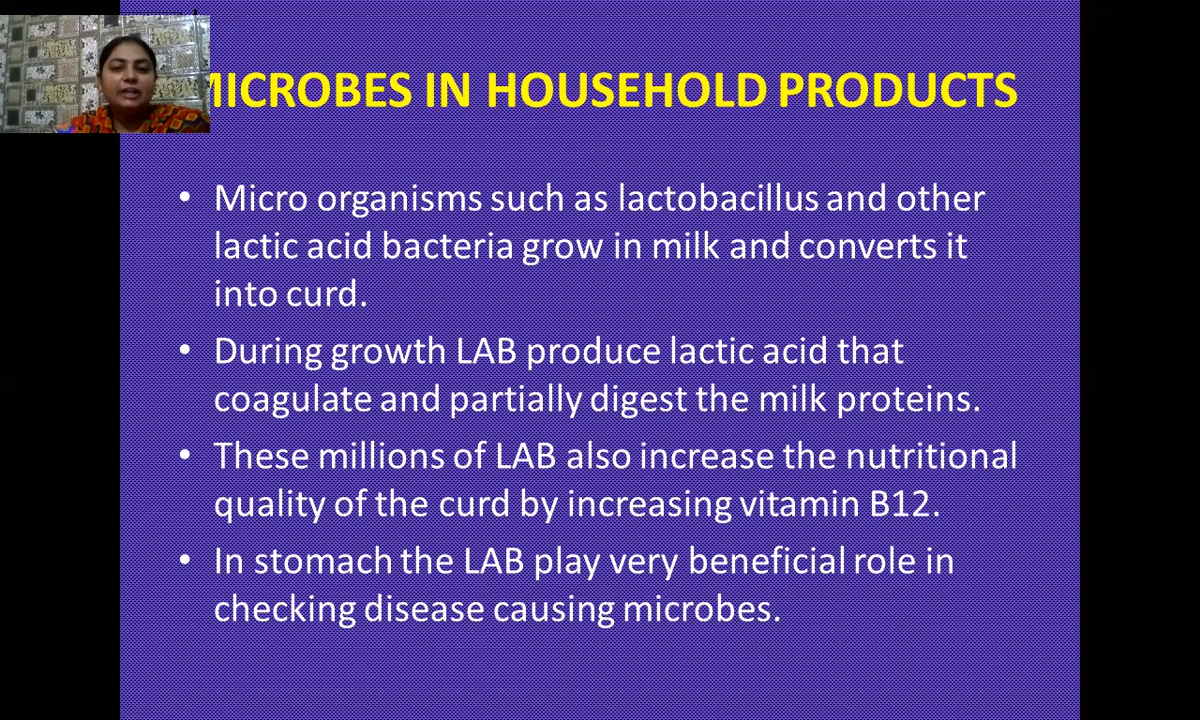 MICROBES IN HOUSEHOLD PRODUCTS
• Micro organisms such as lactobacillus and other
lactic acid bacteria grow in milk and converts it
into curd.
• During growth LAB produce lactic acid that
coagulate and partially digest the milk proteins.
• These millions of LAB also increase the nutritional
quality of the curd by increasing vitamin B12.
• In stomach the LAB play very beneficial role in
checking disease causing microbes.